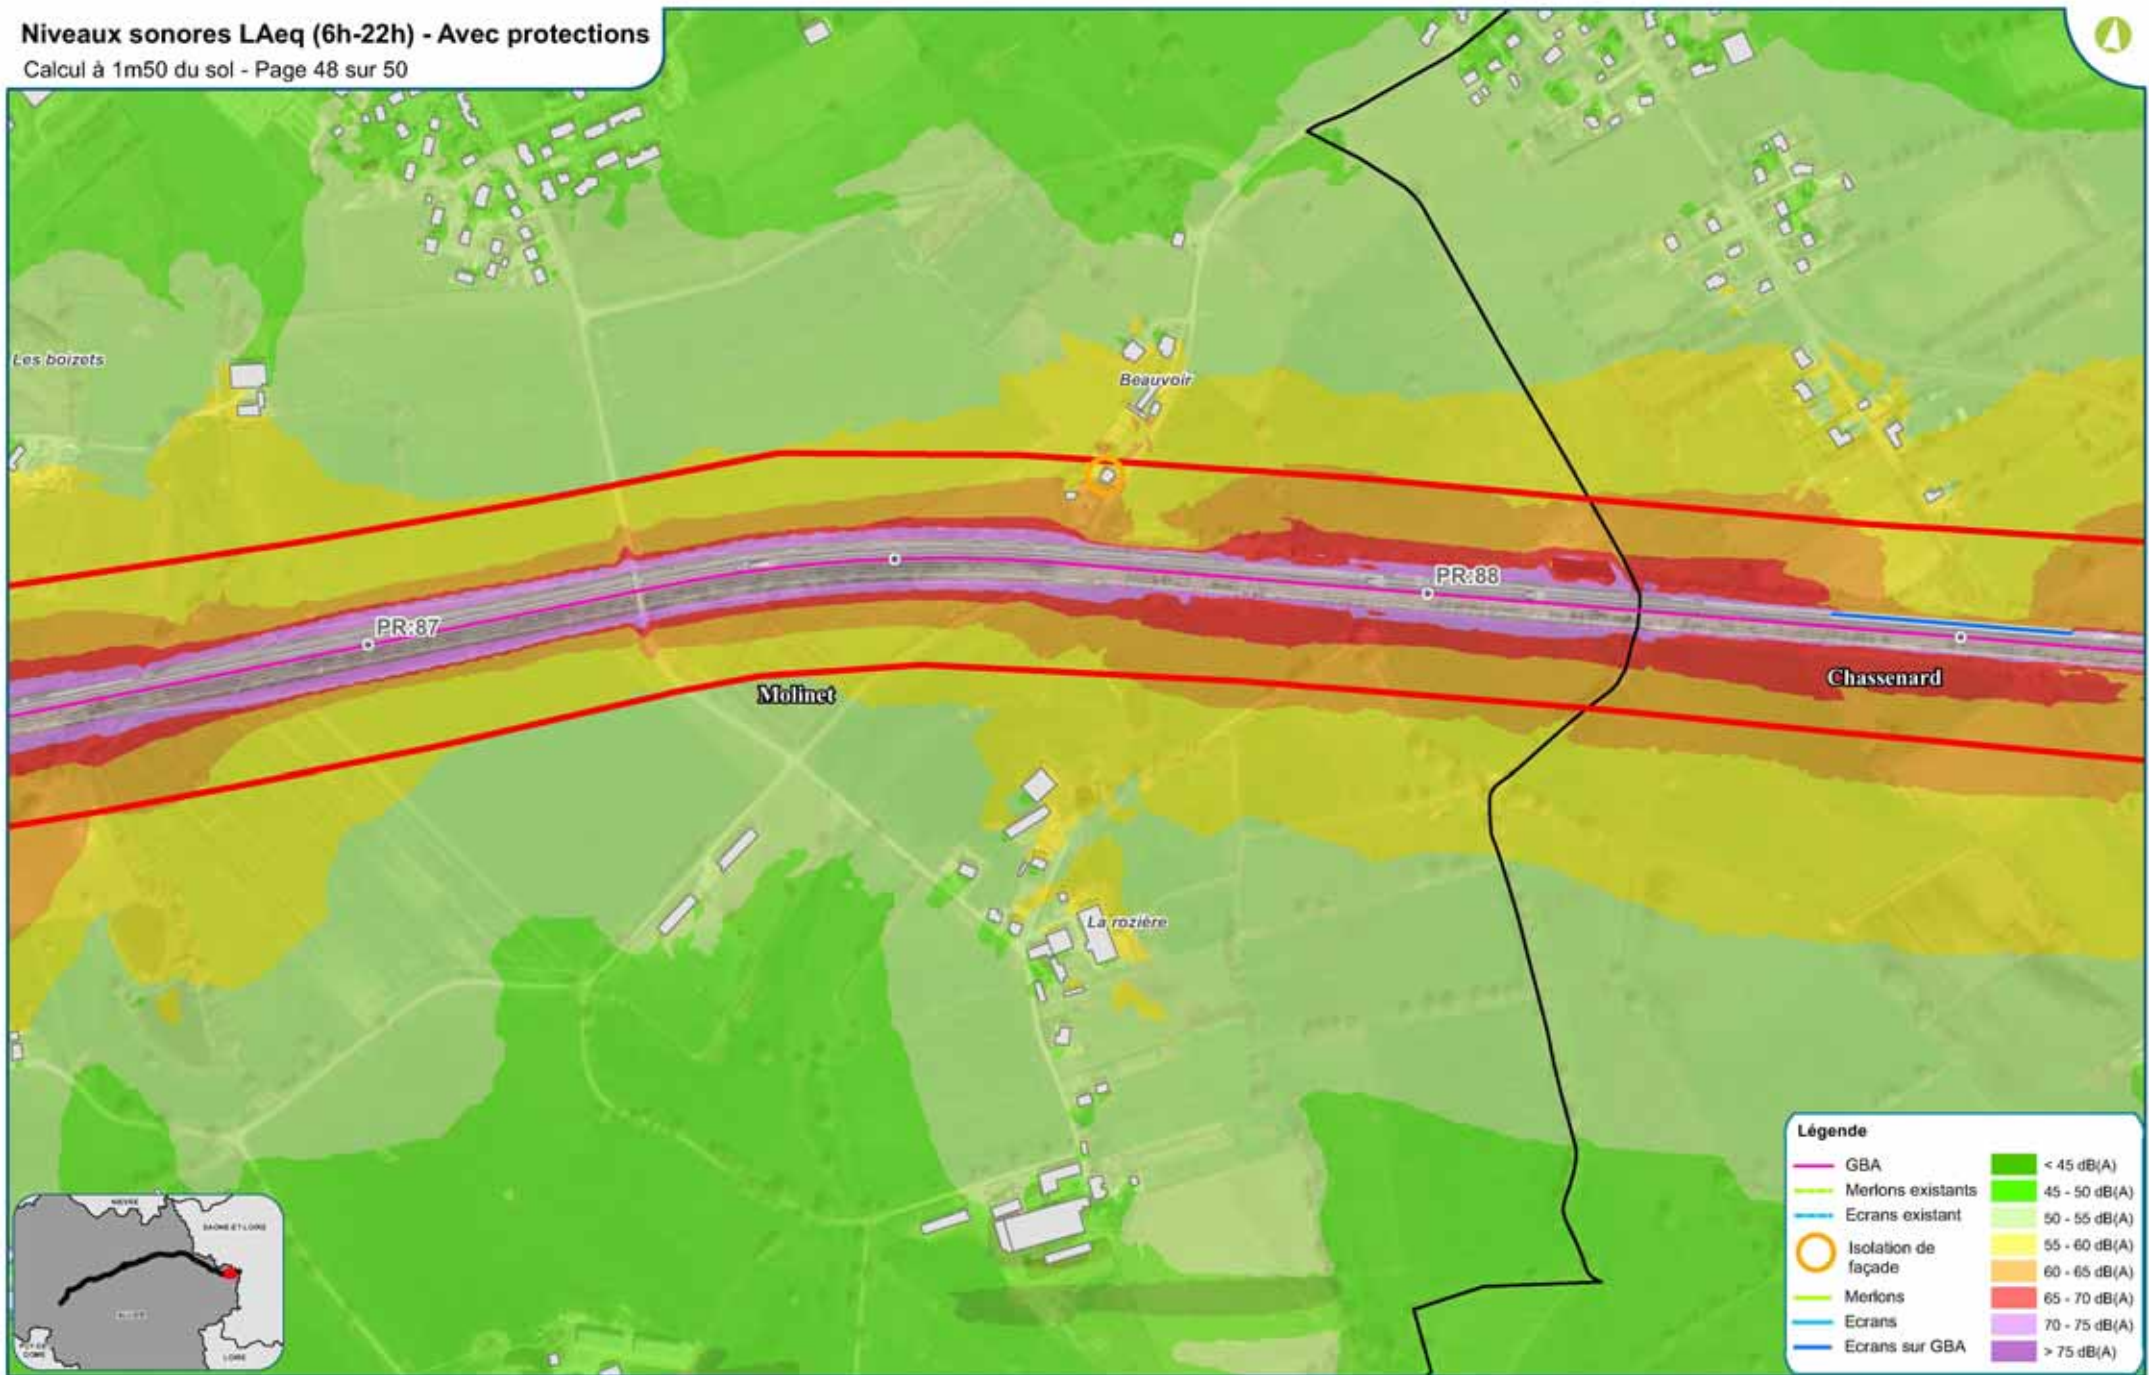 Niveaux sonores LAeq (6h-22h) - Avec protections
Calcul à 1m50 du sol - Page 48 sur 50
Les boizets
Beauvoir
PR:88
PR:87
Chassenard
Molinet
La rozière
Légende
GBA
Merlons existants
Ecrans existant
Isolation de
façade
Merlons
Ecrans
Ecrans sur GBA
< 45 dB(A)
45 - 50 dB(A)
50 - 55 dB(A)
55 - 60 dB(A)
60 - 65 dB(A)
65 - 70 dB(A)
70 - 75 dB(A)
> 75 dB(A)
NIEVRE
SAONE ET LOIRE
ALLIER
PUY DE
DOME
LOIRE